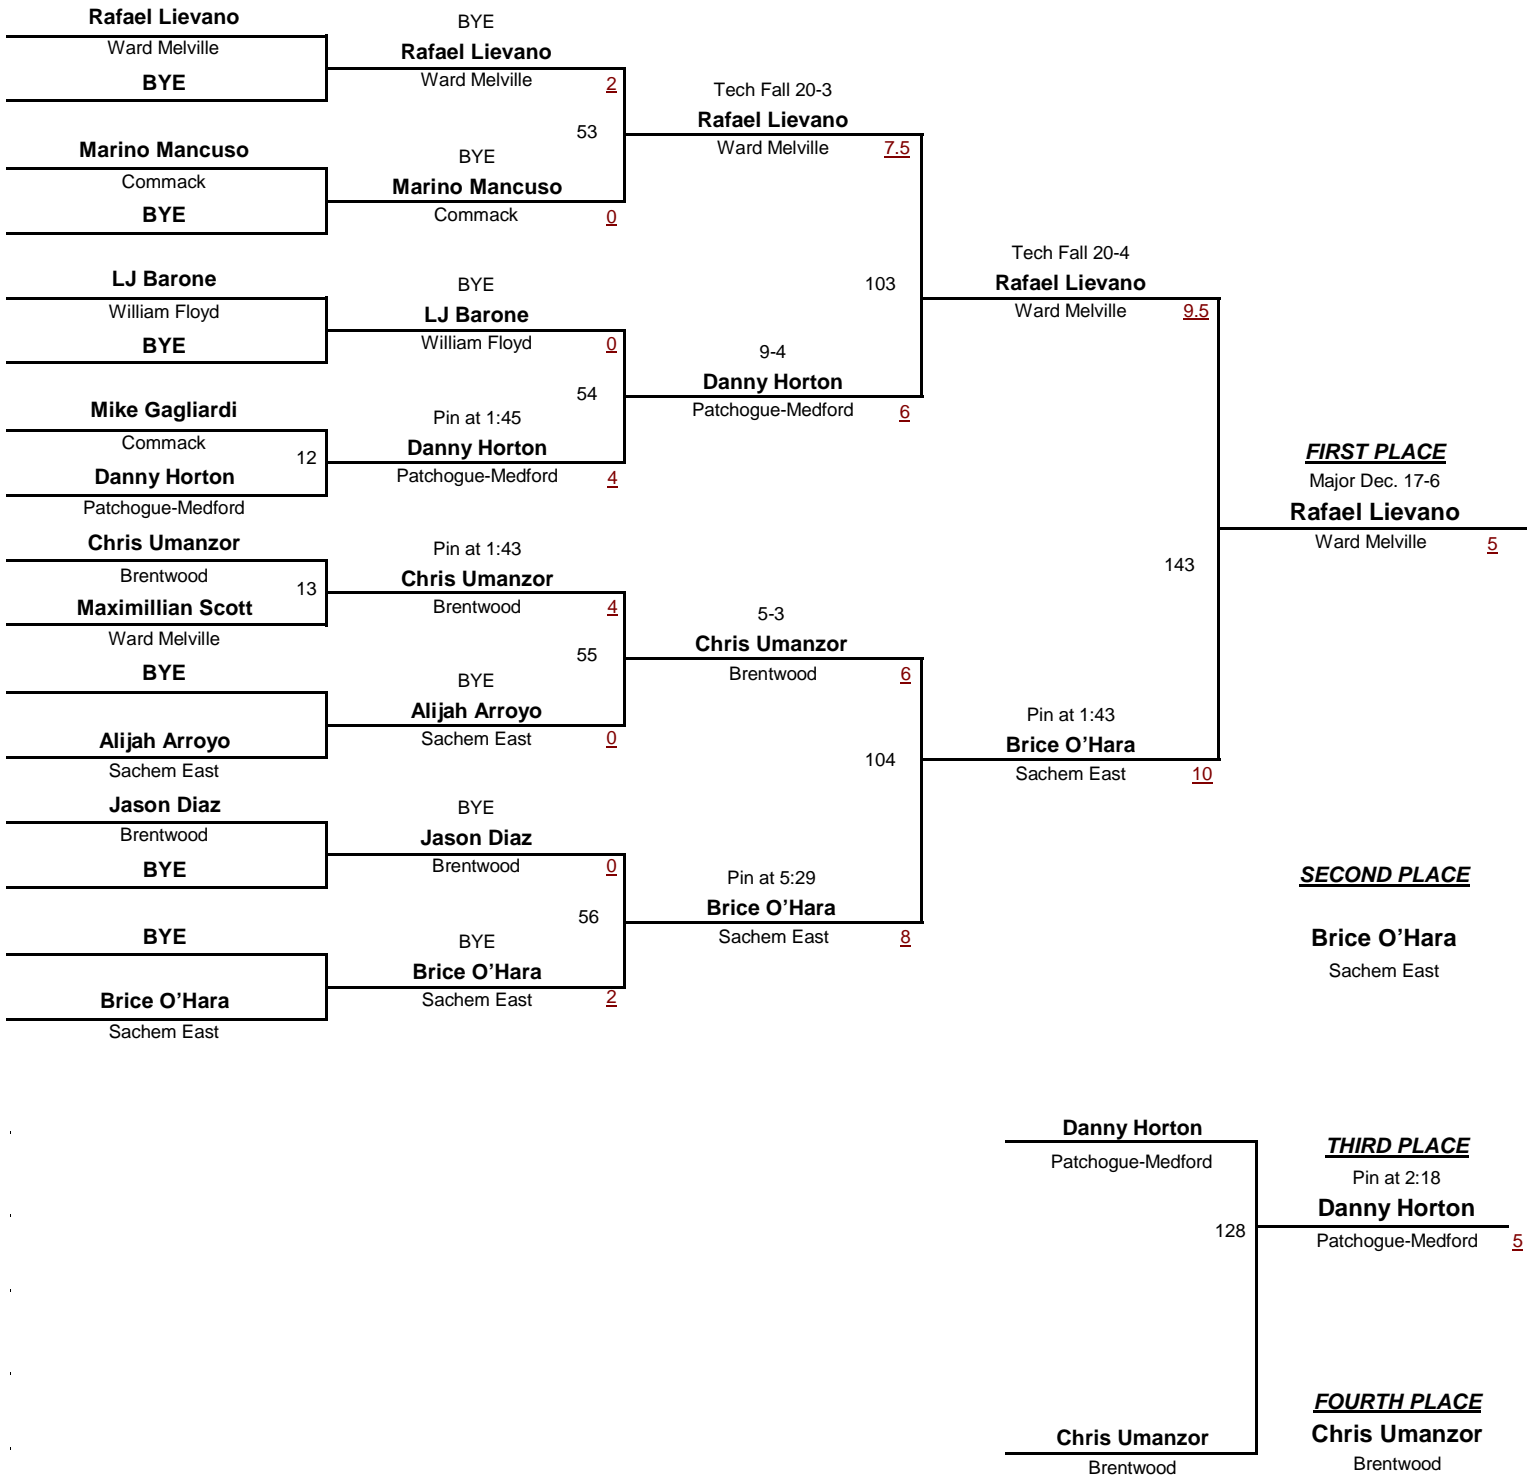 Rafael Lievano
Ward Melville
BYE
Marino Mancuso
Commack
BYE
LJ Barone
William Floyd
BYE
Mike Gagliardi
Commack
12
Danny Horton
Patchogue-Medford
Chris Umanzor
Brentwood
13
Maximillian Scott
Ward Melville
BYE
Alijah Arroyo
Sachem East
Jason Diaz
Brentwood
BYE
BYE
Brice O'Hara
Sachem East
BYE
Rafael Lievano
Ward Melville 2
53
BYE
Marino Mancuso
Commack 0
BYE
LJ Barone
William Floyd 0
54
Pin at 1:45
Danny Horton
Patchogue-Medford 4
Pin at 1:43
Chris Umanzor
Brentwood 4
55
BYE
Alijah Arroyo
Sachem East 0
BYE
Jason Diaz
Brentwood 0
56
BYE
Brice O'Hara
Sachem East 2
Tech Fall 20-3
Rafael Lievano
Ward Melville 7.5
103
9-4
Danny Horton
Patchogue-Medford 6
5-3
Chris Umanzor
Brentwood 6
104
Pin at 5:29
Brice O'Hara
Sachem East 8
Tech Fall 20-4
Rafael Lievano
Ward Melville 9.5
143
Pin at 1:43
Brice O'Hara
Sachem East 10
FIRST PLACE
Major Dec. 17-6
Rafael Lievano
Ward Melville 5
SECOND PLACE
Brice O'Hara
Sachem East
Danny Horton
Patchogue-Medford
128
Chris Umanzor
Brentwood
THIRD PLACE
Pin at 2:18
Danny Horton
Patchogue-Medford 5
FOURTH PLACE
Chris Umanzor
Brentwood